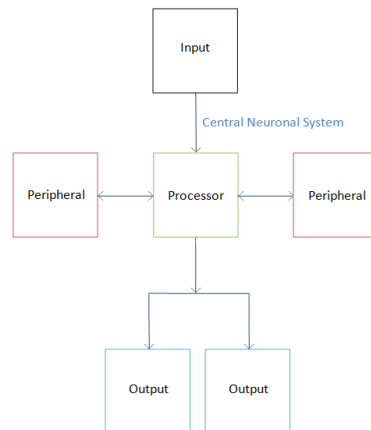 Input
Central Neuronal System
Peripheral
Processor
Peripheral
Output
Output